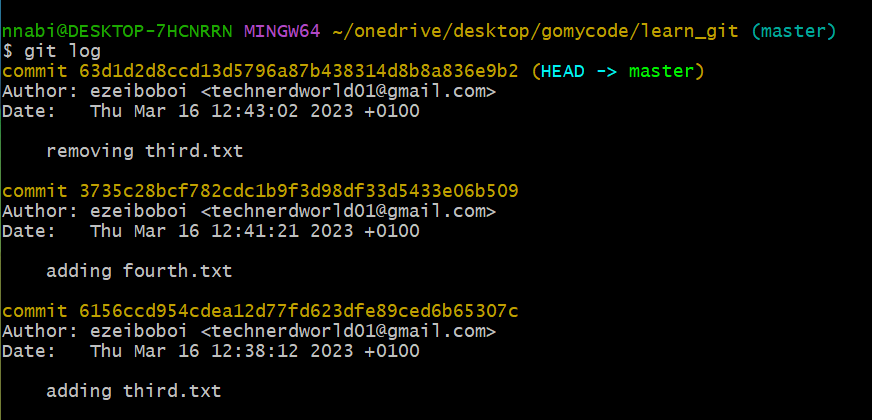 nnabi@DESKTOP-7HCNRRN MINGW64 ~/onedrive/desktop/gomycode/learn_git (master)
$ git log
commit 63d1d2d8ccd13d5796a87b438314d8b8a836e9b2 (HEAD -> master)
Author: ezeiboboi <technerdworld01@gmail.com>
Date:   Thu Mar 16 12:43:02 2023 +0100
    removing third.txt
commit 3735c28bcf782cdc1b9f3d98df33d5433e06b509
Author: ezeiboboi <technerdworld01@gmail.com>
Date:   Thu Mar 16 12:41:21 2023 +0100
    adding fourth.txt
commit 6156ccd954cdea12d77fd623dfe89ced6b65307c
Author: ezeiboboi <technerdworld01@gmail.com>
Date:   Thu Mar 16 12:38:12 2023 +0100
    adding third.txt